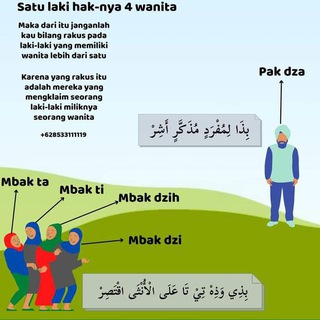 Satu laki hak-nya 4 wanita
Maka dari itu janganlah
kau bilang rakus pada
laki-laki yang memiliki
wanita lebih dari satu
Karena yang rakus itu
adalah mereka yang
mengklaim seorang
laki-laki miliknya
seorang wanita
+628533111119
Pak dza
بِذَا لِمُفْرَدٍ مُذَكَّرٍ أَشِرْ
Mbak ta
Mbak ti
Mbak dzih
Mbak dzi
بِذِي وَذِهْ تِيْ تَا عَلَى الْأُنْثَى اقْتَصِرْ